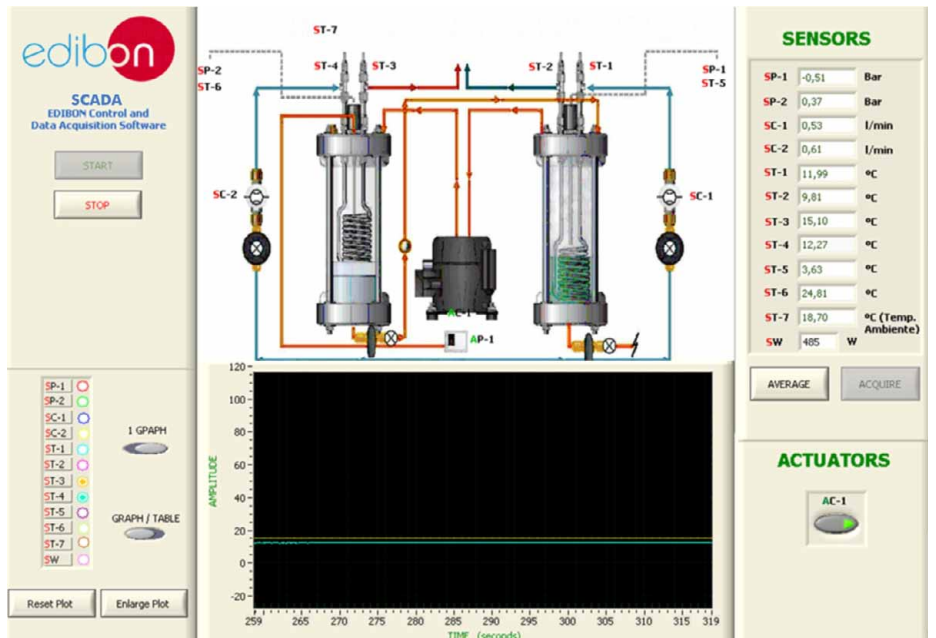 edibon
SCADA
EDIBON Control and
Data Acquisition Software
START
STOP
ST-7
SP-2
ST-6
ST-4
ST-3
ST-2
ST-1
SP-1
ST-5
SC-2
SC-1
AC-1
AP-1
SENSORS
SP-1 -0,51 Bar
SP-2 0,37 Bar
SC-1 0,53 l/min
SC-2 0,61 l/min
ST-1 11,99 ºC
ST-2 9,81 ºC
ST-3 15,10 ºC
ST-4 12,27 ºC
ST-5 3,63 ºC
ST-6 24,81 ºC
ST-7 18,70 ºC (Temp.
Ambiente)
SW 485 W
AVERAGE
ACQUIRE
ACTUATORS
AC-1
SP-1
SP-2
SC-1
SC-2
ST-1
ST-2
ST-3
ST-4
ST-5
ST-6
ST-7
SW
1 GRAPH
GRAPH / TABLE
Reset Plot
Enlarge Plot
AMPLITUDE
120
100
80
60
40
20
0
-20
259 265 270 275 280 285 290 295 300 305 310 319
TIME (seconds)